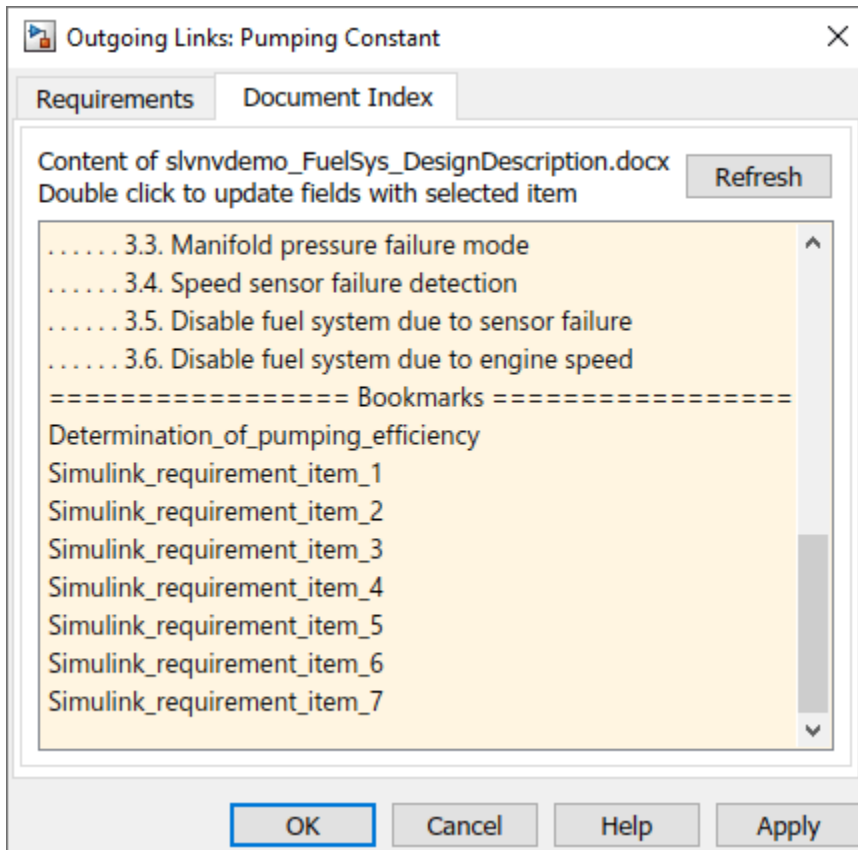 Outgoing Links: Pumping Constant
Requirements
Document Index
Content of slvnvdemo_FuelSys_DesignDescription.docx
Double click to update fields with selected item
Refresh
. . . . . . 3.3. Manifold pressure failure mode
. . . . . . 3.4. Speed sensor failure detection
. . . . . . 3.5. Disable fuel system due to sensor failure
. . . . . . 3.6. Disable fuel system due to engine speed
================= Bookmarks =================
Determination_of_pumping_efficiency
Simulink_requirement_item_1
Simulink_requirement_item_2
Simulink_requirement_item_3
Simulink_requirement_item_4
Simulink_requirement_item_5
Simulink_requirement_item_6
Simulink_requirement_item_7
OK
Cancel
Help
Apply